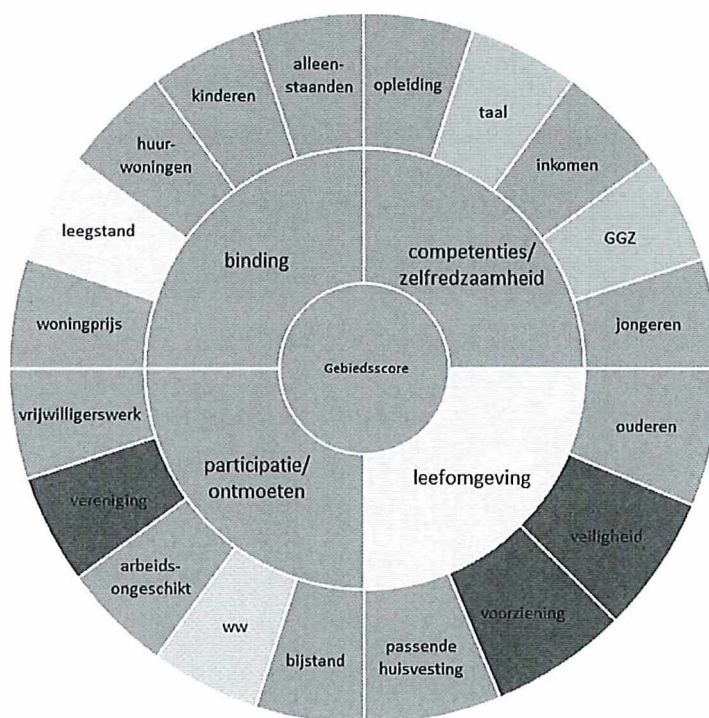 alleen-
staanden
opleiding
taal
inkomen
GGZ
jongeren
ouderen
veiligheid
voorziening
passende
huisvesting
bijstand
ww
arbeids-
ongeschikt
vereniging
vrijwilligerswerk
woningprijs
leegstand
huur-
woningen
kinderen
binding
competenties/
zelfredzaamheid
Gebiedsscore
participatie/
ontmoeten
leefomgeving